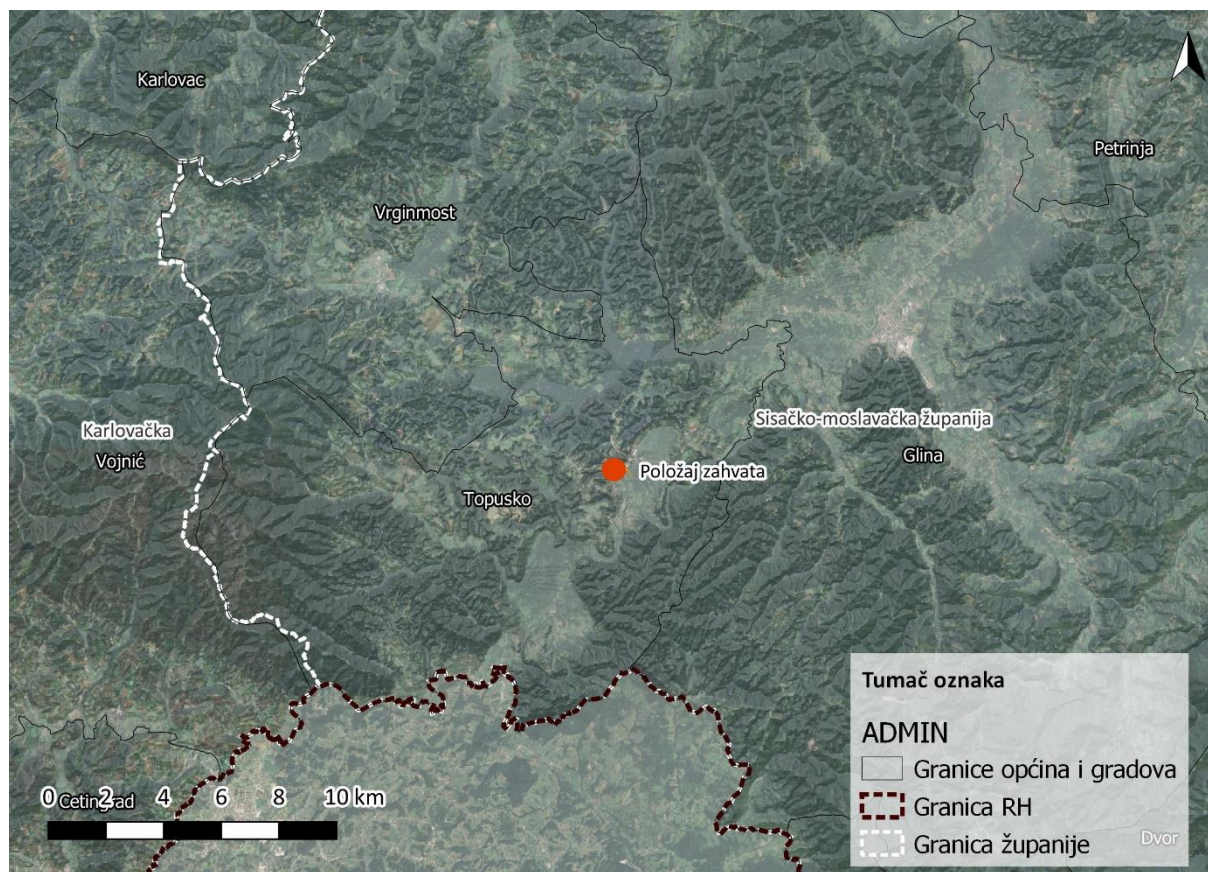 Karlovac
Petrinja
Vrginmost
Karlovačka
Vojnić
Sisačko-moslavačka županija
Glina
Položaj zahvata
Topusko
Tumač oznaka
ADMIN
Granice općina i gradova
Granica RH
Granica županije
Dvor
0 2 4 6 8 10 km
Cetingrad